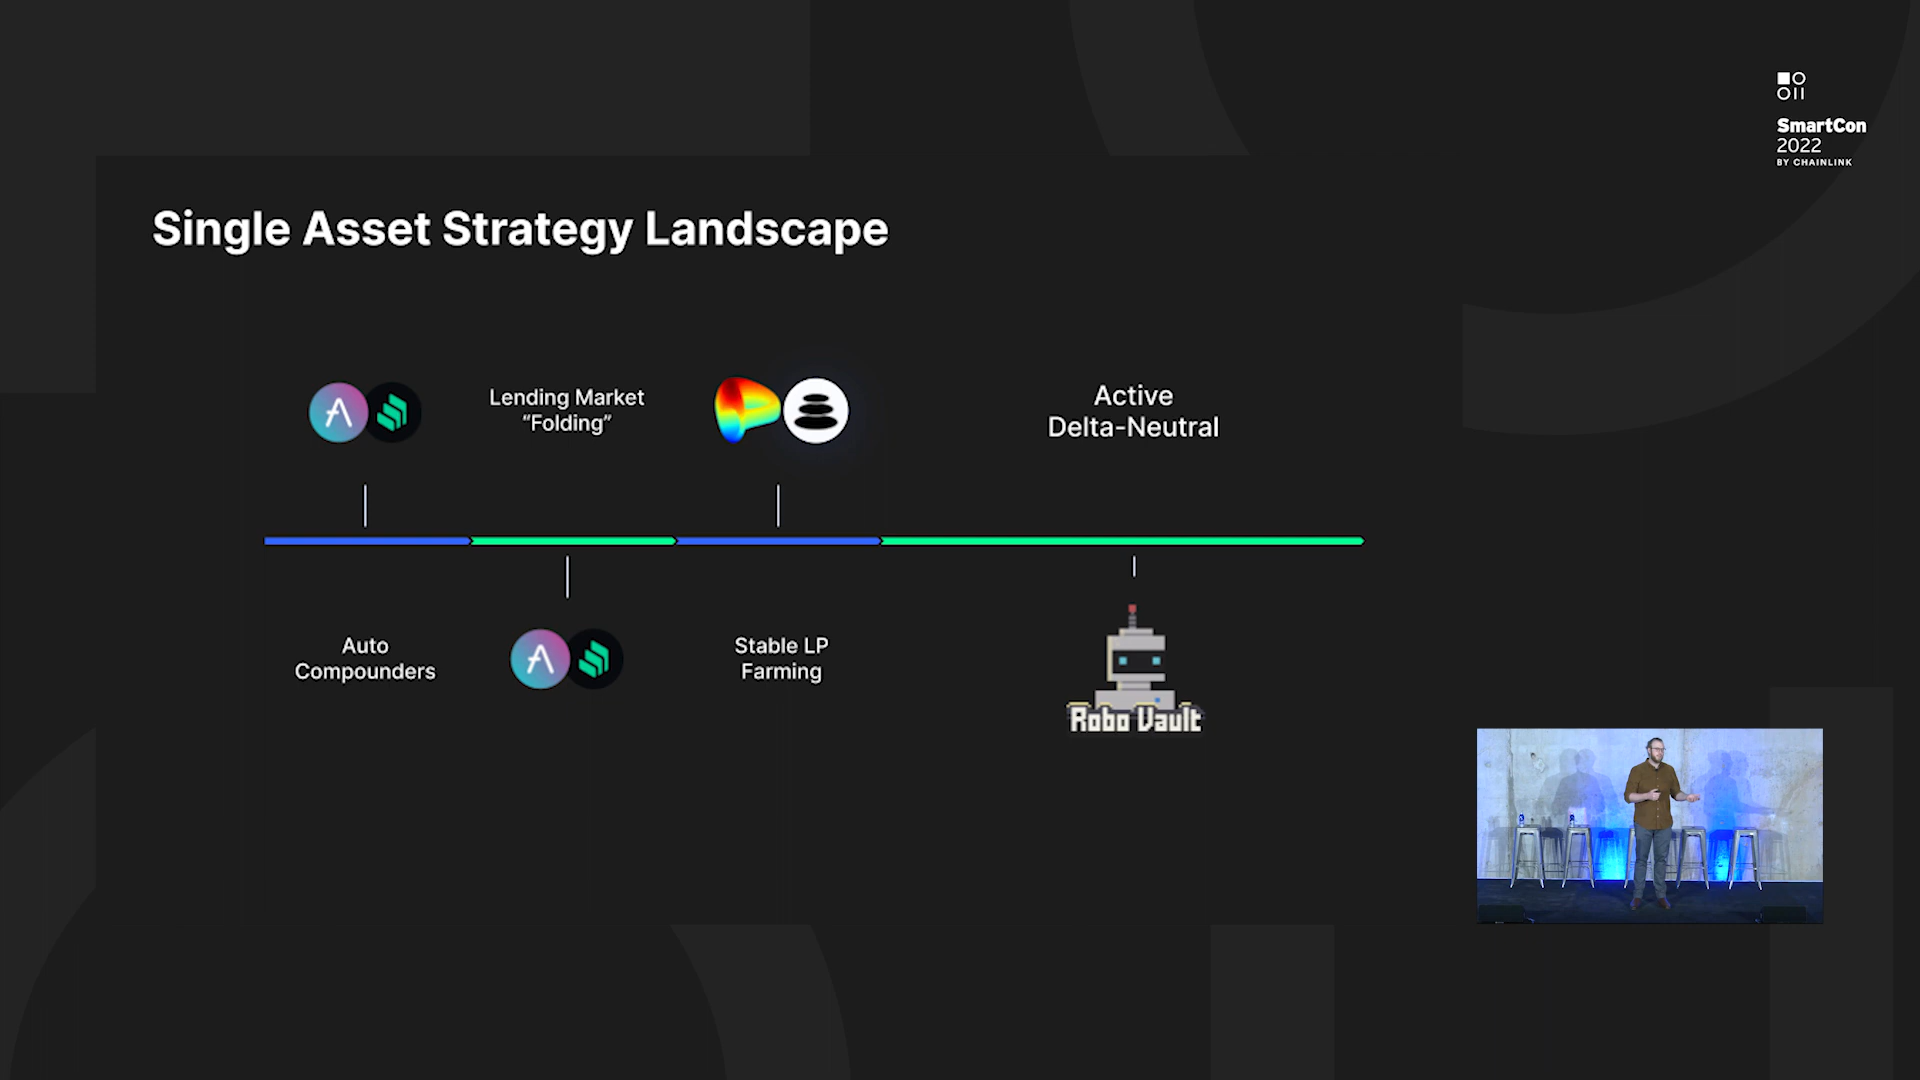 SmartCon
2022
BY CHAINLINK
Single Asset Strategy Landscape
Lending Market
“Folding”
Active
Delta-Neutral
Auto
Compounders
Stable LP
Farming
Robo Vault